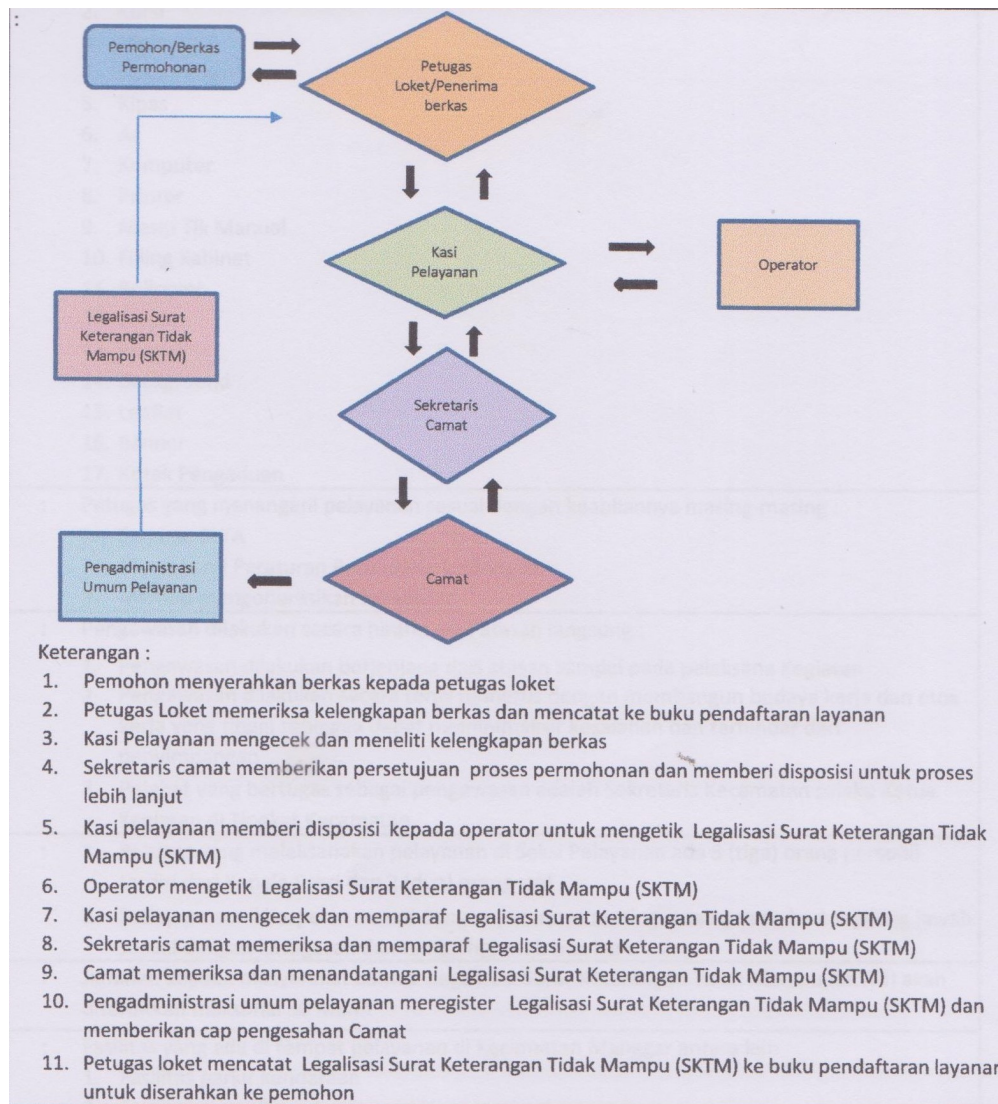 :
Pemohon/Berkas
Permohonan
Petugas
Loket/Penerima
berkas
Kasi
Pelayanan
Operator
Legalisasi Surat
Keterangan Tidak
Mampu (SKTM)
Sekretaris
Camat
Pengadministrasi
Umum Pelayanan
Camat
Keterangan :
1. Pemohon menyerahkan berkas kepada petugas loket
2. Petugas Loket memeriksa kelengkapan berkas dan mencatat ke buku pendaftaran layanan
3. Kasi Pelayanan mengecek dan meneliti kelengkapan berkas
4. Sekretaris camat memberikan persetujuan proses permohonan dan memberi disposisi untuk proses
lebih lanjut
5. Kasi pelayanan memberi disposisi kepada operator untuk mengetik Legalisasi Surat Keterangan Tidak
Mampu (SKTM)
6. Operator mengetik Legalisasi Surat Keterangan Tidak Mampu (SKTM)
7. Kasi pelayanan mengecek dan memparaf Legalisasi Surat Keterangan Tidak Mampu (SKTM)
8. Sekretaris camat memeriksa dan memparaf Legalisasi Surat Keterangan Tidak Mampu (SKTM)
9. Camat memeriksa dan menandatangani Legalisasi Surat Keterangan Tidak Mampu (SKTM)
10. Pengadministrasi umum pelayanan meregister Legalisasi Surat Keterangan Tidak Mampu (SKTM) dan
memberikan cap pengesahan Camat
11. Petugas loket mencatat Legalisasi Surat Keterangan Tidak Mampu (SKTM) ke buku pendaftaran layanan
untuk diserahkan ke pemohon